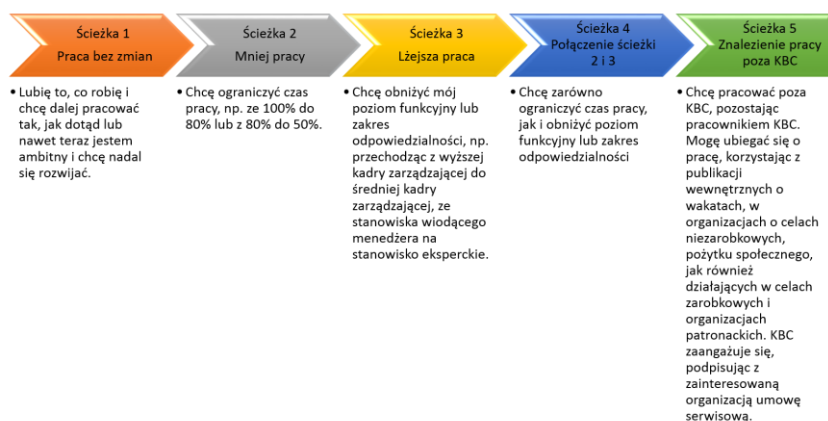 Ścieżka 1
Praca bez zmian
• Lubię to, co robię i
chcę dalej pracować
tak, jak dotąd lub
nawet teraz jestem
ambitny i chcę nadal
się rozwijać.
Ścieżka 2
Mniej pracy
• Chcę ograniczyć czas
pracy, np. ze 100% do
80% lub z 80% do 50%.
Ścieżka 3
Lżejsza praca
• Chcę obniżyć mój
poziom funkcyjny lub
zakres
odpowiedzialności, np.
przechodząc z wyższej
kadry zarządzającej do
średniej kadry
zarządzającej, ze
stanowiska wiodącego
menedżera na
stanowisko eksperckie.
Ścieżka 4
Połączenie ścieżki
2 i 3
• Chcę zarówno
ograniczyć czas pracy,
jak i obniżyć poziom
funkcyjny lub zakres
odpowiedzialności
Ścieżka 5
Znalezienie pracy
poza KBC
• Chcę pracować poza
KBC, pozostając
pracownikiem KBC.
Mogę ubiegać się o
pracę, korzystając z
publikacji
wewnętrznych o
wakatach, w
organizacjach o celach
niezarobkowych,
pożytku społecznego,
jak również
działających w celach
zarobkowych i
organizacjach
patronackich. KBC
zaangażuje się,
podpisując z
zainteresowaną
organizacją umowę
serwisową.